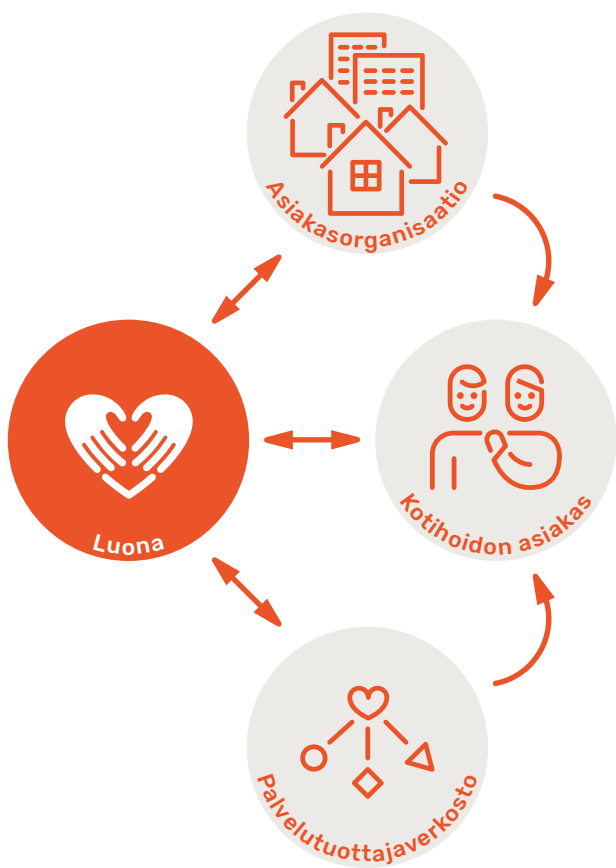 Asiakasorganisaatio
Luona
Kotihoidon asiakas
Palvelutuottajaverkosto